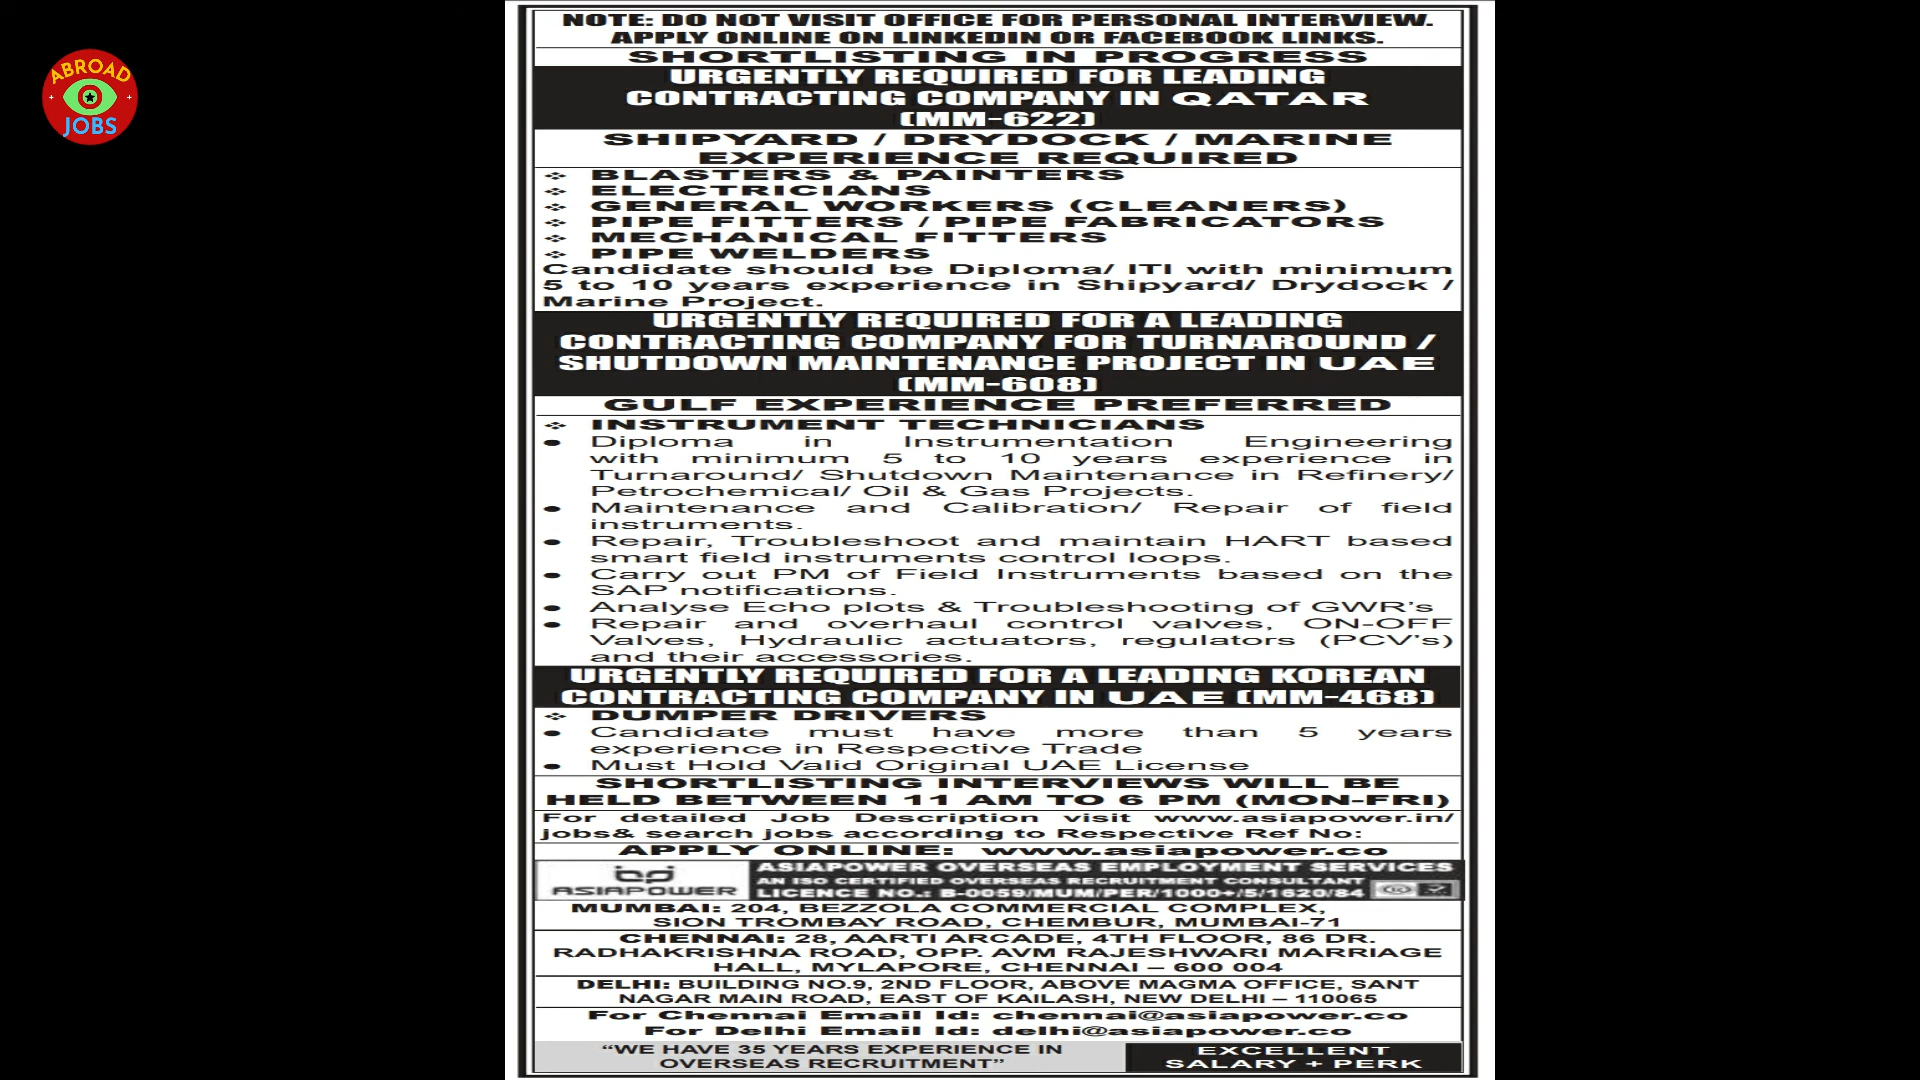 ABROAD
JOBS
NOTE: DO NOT VISIT OFFICE FOR PERSONAL INTERVIEW.
APPLY ONLINE ON LINKEDIN OR FACEBOOK LINKS.
SHORTLISTING IN PROGRESS
URGENTLY REQUIRED FOR LEADING
CONTRACTING COMPANY IN QATAR
(MM-622)
SHIPYARD / DRYDOCK / MARINE
EXPERIENCE REQUIRED
❖ BLASTERS & PAINTERS
❖ ELECTRICIANS
❖ GENERAL WORKERS (CLEANERS)
❖ PIPE FITTERS / PIPE FABRICATORS
❖ MECHANICAL FITTERS
❖ PIPE WELDERS
Candidate should be Diploma/ ITI with minimum
5 to 10 years experience in Shipyard/ Drydock /
Marine Project.
URGENTLY REQUIRED FOR A LEADING
CONTRACTING COMPANY FOR TURNAROUND /
SHUTDOWN MAINTENANCE PROJECT IN UAE
(MM-608)
GULF EXPERIENCE PREFERRED
❖ INSTRUMENT TECHNICIANS
● Diploma in Instrumentation Engineering
with minimum 5 to 10 years experience in
Turnaround/ Shutdown Maintenance in Refinery/
Petrochemical/ Oil & Gas Projects.
● Maintenance and Calibration/ Repair of field
instruments.
● Repair, Troubleshoot and maintain HART based
smart field instruments control loops.
● Carry out PM of Field Instruments based on the
SAP notifications.
● Analyse Echo plots & Troubleshooting of GWR's
● Repair and overhaul control valves, ON-OFF
Valves, Hydraulic actuators, regulators (PCV's)
and their accessories.
URGENTLY REQUIRED FOR A LEADING KOREAN
CONTRACTING COMPANY IN UAE (MM-468)
❖ DUMPER DRIVERS
● Candidate must have more than 5 years
experience in Respective Trade
● Must Hold Valid Original UAE License
SHORTLISTING INTERVIEWS WILL BE
HELD BETWEEN 11 AM TO 6 PM (MON-FRI)
For detailed Job Description visit www.asiapower.in/
jobs& search jobs according to Respective Ref No:
APPLY ONLINE: www.asiapower.co
ASIAPOWER
ASIAPOWER OVERSEAS EMPLOYMENT SERVICES
AN ISO CERTIFIED OVERSEAS RECRUITMENT CONSULTANT
LICENCE NO.: B-0059/MUM/PER/1000+/5/1620/84
MUMBAI: 204, BEZZOLA COMMERCIAL COMPLEX,
SION TROMBAY ROAD, CHEMBUR, MUMBAI-71
CHENNAI: 28, AARTI ARCADE, 4TH FLOOR, 86 DR.
RADHAKRISHNA ROAD, OPP. AVM RAJESHWARI MARRIAGE
HALL, MYLAPORE, CHENNAI – 600 004
DELHI: BUILDING NO.9, 2ND FLOOR, ABOVE MAGMA OFFICE, SANT
NAGAR MAIN ROAD, EAST OF KAILASH, NEW DELHI – 110065
For Chennai Email Id: chennai@asiapower.co
For Delhi Email Id: delhi@asiapower.co
“WE HAVE 35 YEARS EXPERIENCE IN
OVERSEAS RECRUITMENT”
EXCELLENT
SALARY + PERK